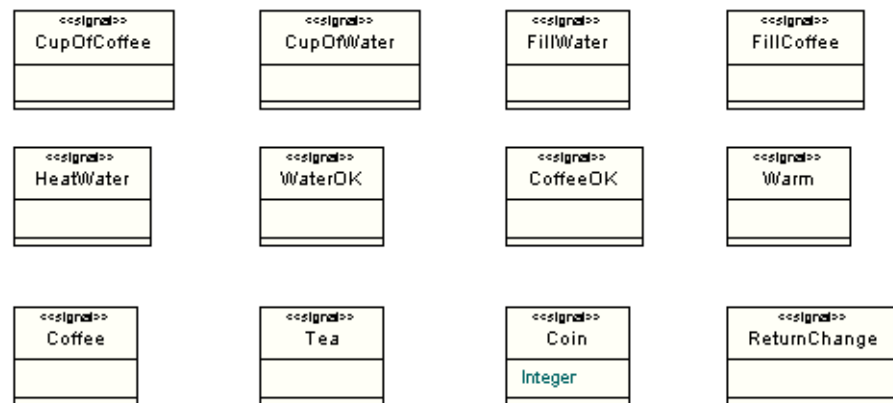 <<signal>> <<signal>> <<signal>> <<signal>>
CupOfCoffee CupOfWater FillWater FillCoffee
<<signal>> <<signal>> <<signal>> <<signal>>
HeatWater WaterOK CoffeeOK Warm
<<signal>> <<signal>> <<signal>> <<signal>>
Coffee Tea Coin ReturnChange
Integer